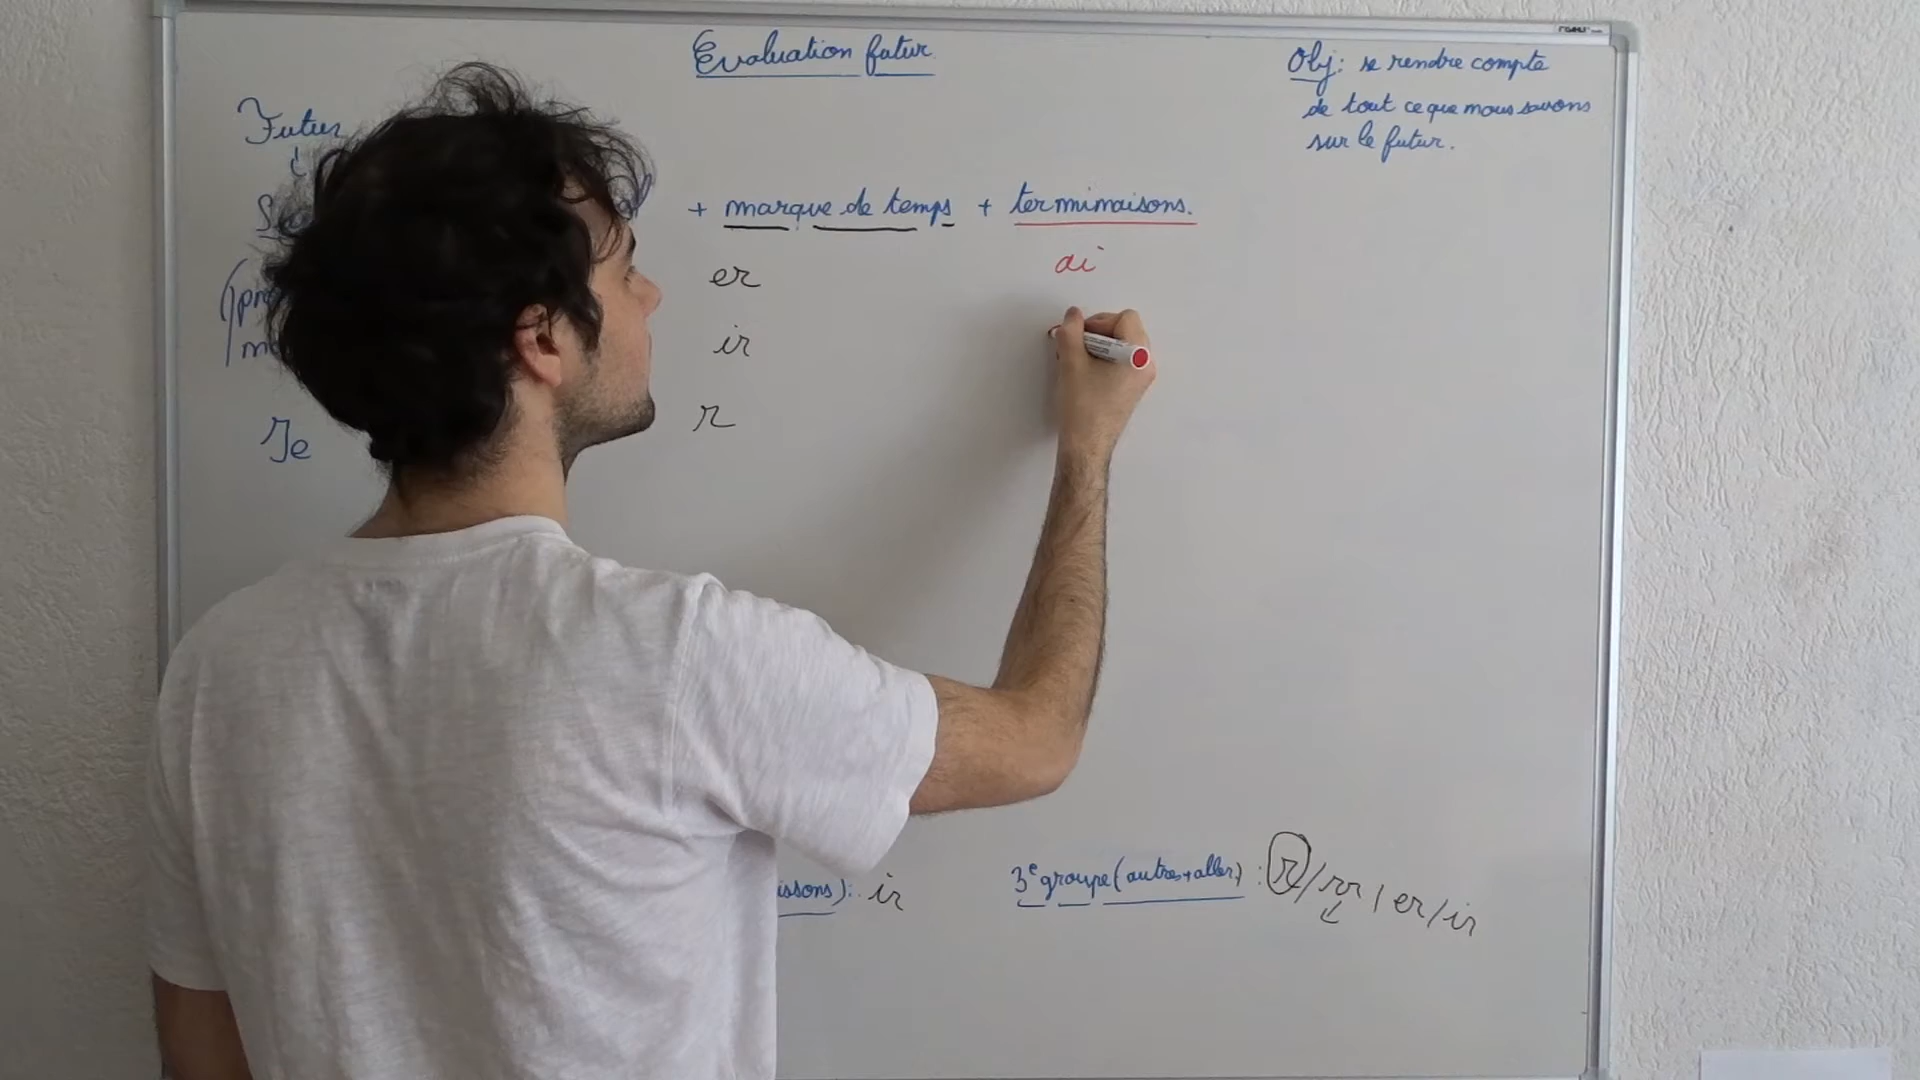 Evaluation futur
Obj: se rendre compte
de tout ce que nous savons
sur le futur.
Futur
+ marque de temps + terminaisons.
er ai
ir
Je r
issons): ir
3e groupe (autres + aller) : r / rr / er / ir